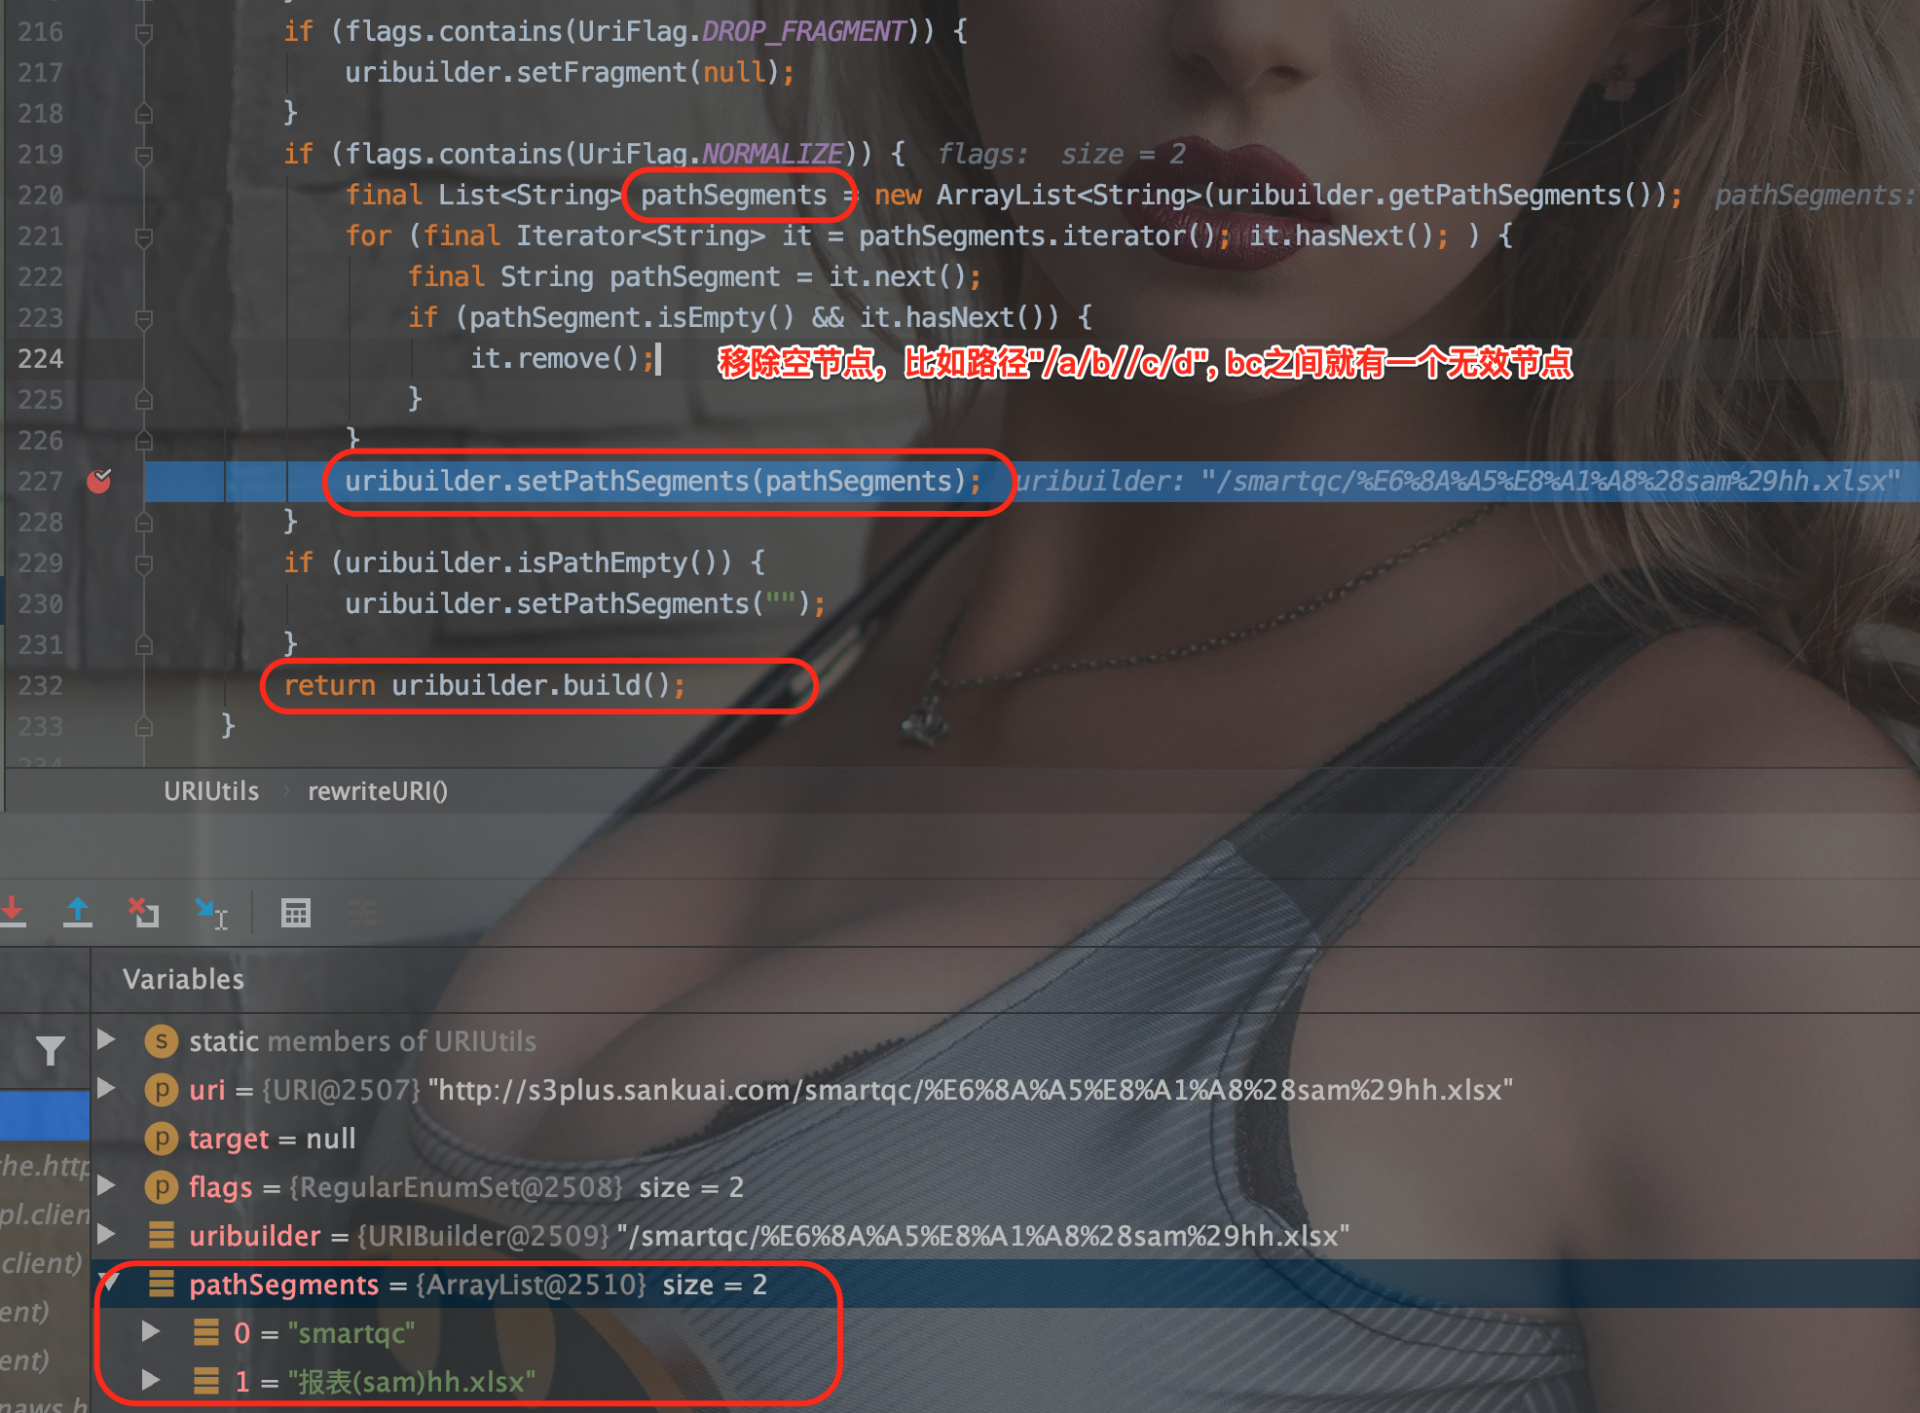 216 if (flags.contains(UriFlag.DROP_FRAGMENT)) {
217 uribuilder.setFragment(null);
218 }
219 if (flags.contains(UriFlag.NORMALIZE)) { flags: size = 2
220 final List<String> pathSegments = new ArrayList<String>(uribuilder.getPathSegments()); pathSegments:
221 for (final Iterator<String> it = pathSegments.iterator(); it.hasNext(); ) {
222 final String pathSegment = it.next();
223 if (pathSegment.isEmpty() && it.hasNext()) {
224 it.remove(); 移除空节点，比如路径"/a/b//c/d", bc之间就有一个无效节点
225 }
226 }
227 uribuilder.setPathSegments(pathSegments); uribuilder: "/smartqc/%E6%8A%A5%E8%A1%A8%28sam%29hh.xlsx"
228 }
229 if (uribuilder.isPathEmpty()) {
230 uribuilder.setPathSegments("");
231 }
232 return uribuilder.build();
233 }
234
URIUtils rewriteURI()
Variables
s static members of URIUtils
p uri = {URI@2507} "http://s3plus.sankuai.com/smartqc/%E6%8A%A5%E8%A1%A8%28sam%29hh.xlsx"
p target = null
he.http
p flags = {RegularEnumSet@2508} size = 2
pl.clien
uribuilder = {URIBuilder@2509} "/smartqc/%E6%8A%A5%E8%A1%A8%28sam%29hh.xlsx"
client)
pathSegments = {ArrayList@2510} size = 2
ent)
0 = "smartqc"
ent)
1 = "报表(sam)hh.xlsx"
naws.h